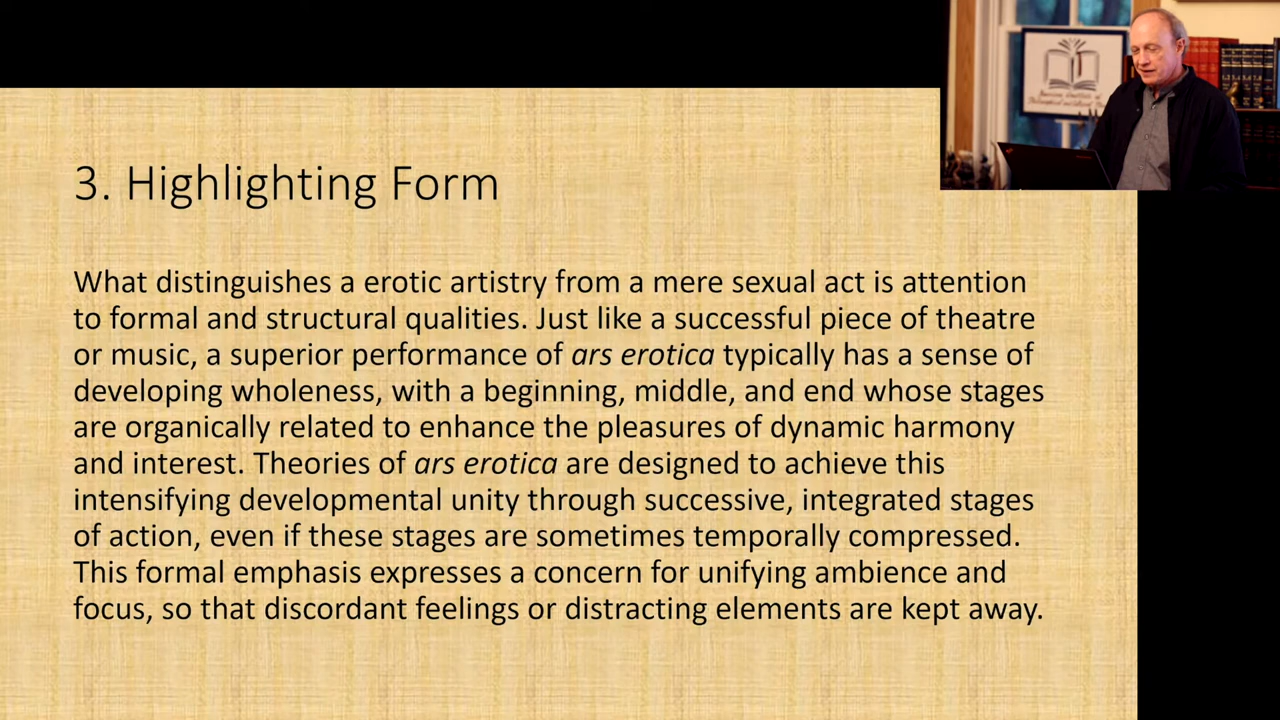 3. Highlighting Form
What distinguishes a erotic artistry from a mere sexual act is attention
to formal and structural qualities. Just like a successful piece of theatre
or music, a superior performance of ars erotica typically has a sense of
developing wholeness, with a beginning, middle, and end whose stages
are organically related to enhance the pleasures of dynamic harmony
and interest. Theories of ars erotica are designed to achieve this
intensifying developmental unity through successive, integrated stages
of action, even if these stages are sometimes temporally compressed.
This formal emphasis expresses a concern for unifying ambience and
focus, so that discordant feelings or distracting elements are kept away.